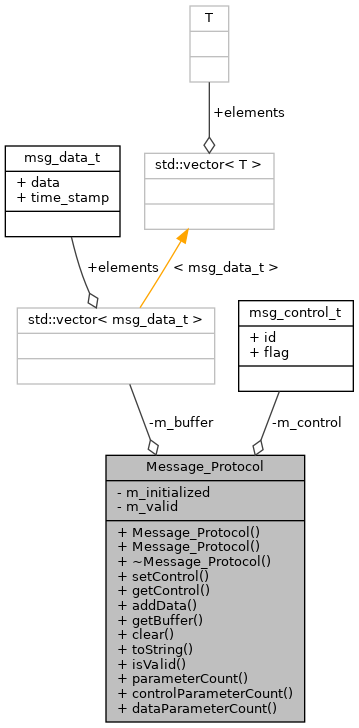 T
+elements
std::vector< T >
msg_data_t
+ data
+ time_stamp
+elements
< msg_data_t >
std::vector< msg_data_t >
msg_control_t
+ id
+ flag
-m_buffer
-m_control
Message_Protocol
- m_initialized
- m_valid
+ Message_Protocol()
+ Message_Protocol()
+ ~Message_Protocol()
+ setControl()
+ getControl()
+ addData()
+ getBuffer()
+ clear()
+ toString()
+ isValid()
+ parameterCount()
+ controlParameterCount()
+ dataParameterCount()